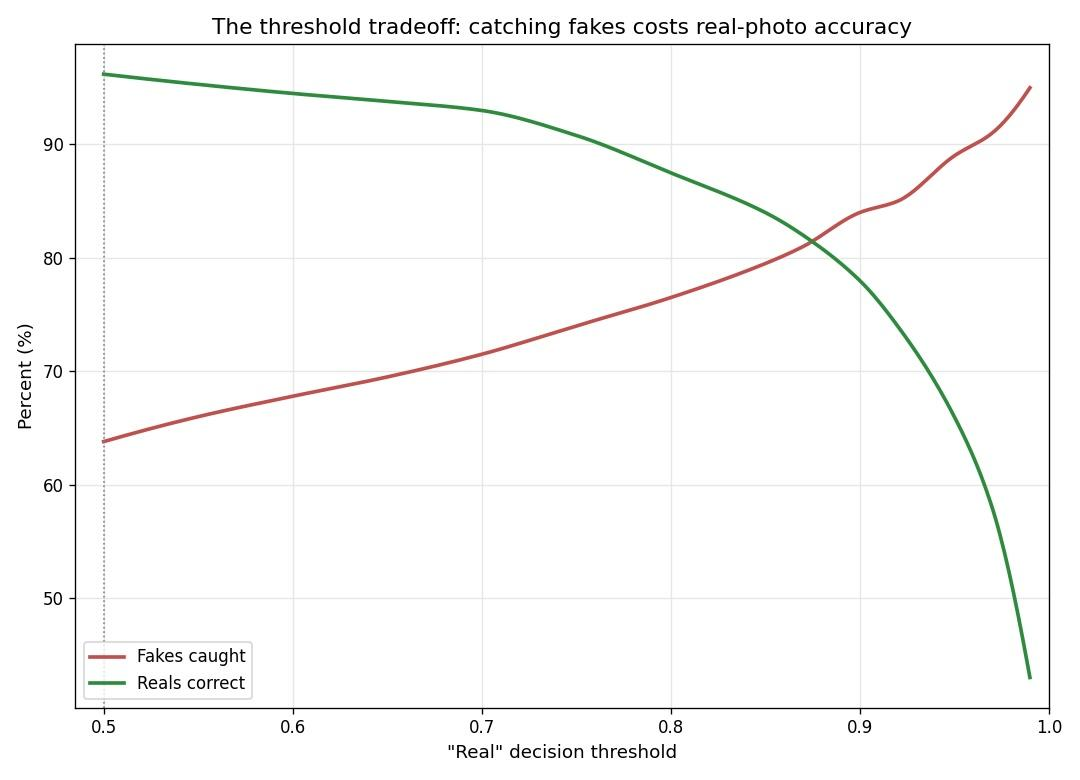 The threshold tradeoff: catching fakes costs real-photo accuracy
Percent (%)
90
80
70
60
50
Fakes caught
Reals correct
0.5 0.6 0.7 0.8 0.9 1.0
"Real" decision threshold